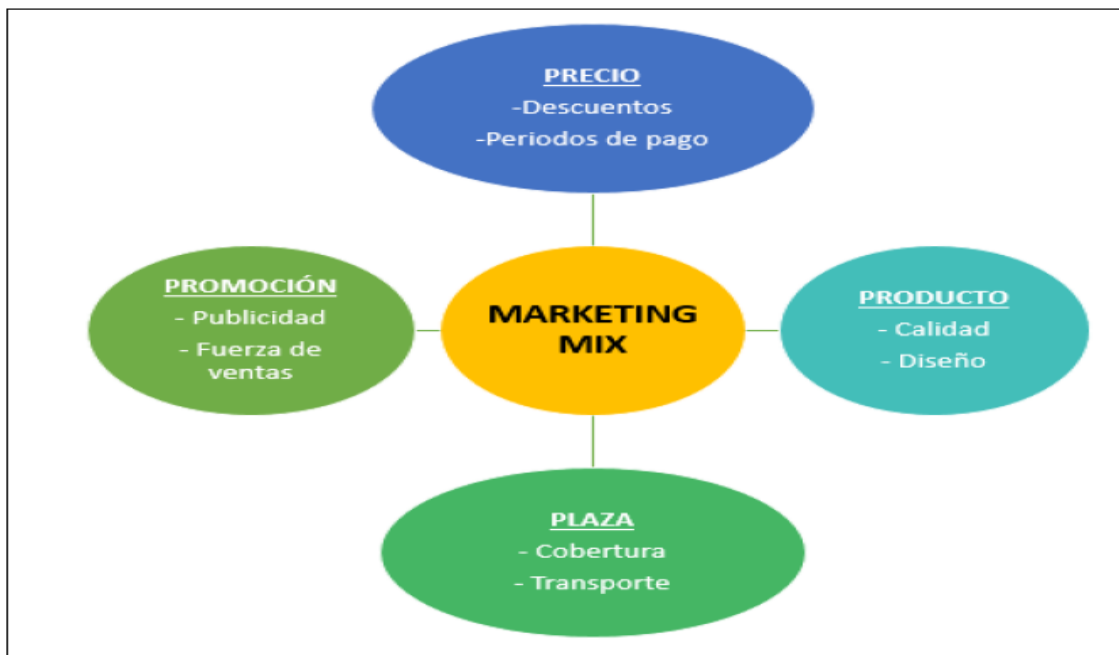 PRECIO
-Descuentos
-Periodos de pago
PROMOCIÓN
- Publicidad
- Fuerza de
ventas
MARKETING
MIX
PRODUCTO
- Calidad
- Diseño
PLAZA
- Cobertura
- Transporte